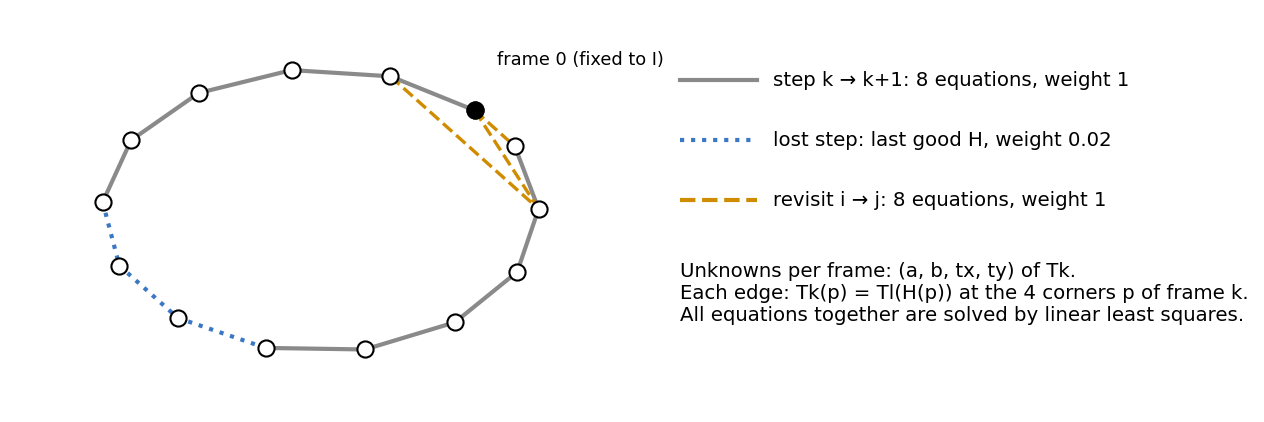 frame 0 (fixed to I)
step k → k+1: 8 equations, weight 1
lost step: last good H, weight 0.02
revisit i → j: 8 equations, weight 1
Unknowns per frame: (a, b, tx, ty) of Tk.
Each edge: Tk(p) = Tl(H(p)) at the 4 corners p of frame k.
All equations together are solved by linear least squares.